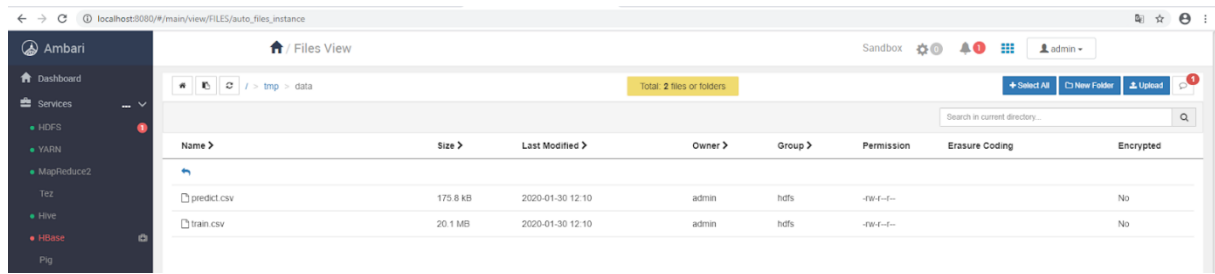 localhost:8080/#/main/view/FILES/auto_files_instance
Ambari
/ Files View
Sandbox 0 1 admin
Dashboard
/ > tmp > data
Total: 2 files or folders
+Select All New Folder Upload 1
Services ...
Search in current directory...
HDFS 1
YARN
Name Size Last Modified Owner Group Permission Erasure Coding Encrypted
MapReduce2
Tez
predict.csv 175.8 kB 2020-01-30 12:10 admin hdfs -rw-r--r-- No
Hive
train.csv 20.1 MB 2020-01-30 12:10 admin hdfs -rw-r--r-- No
HBase
Pig